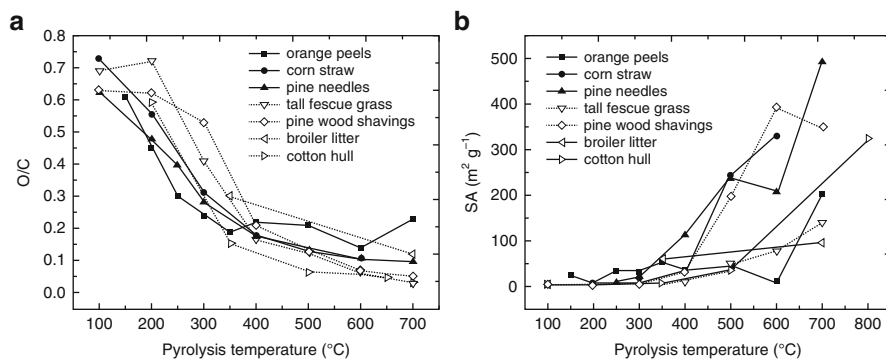 a
0.8
0.7
0.6
0.5
0.4
0.3
0.2
0.1
0.0
O/C
orange peels
corn straw
pine needles
tall fescue grass
pine wood shavings
broiler litter
cotton hull
100 200 300 400 500 600 700
Pyrolysis temperature (°C)
b
500
400
300
200
100
0
SA (m² g⁻¹)
orange peels
corn straw
pine needles
tall fescue grass
pine wood shavings
broiler litter
cotton hull
100 200 300 400 500 600 700 800
Pyrolysis temperature (°C)